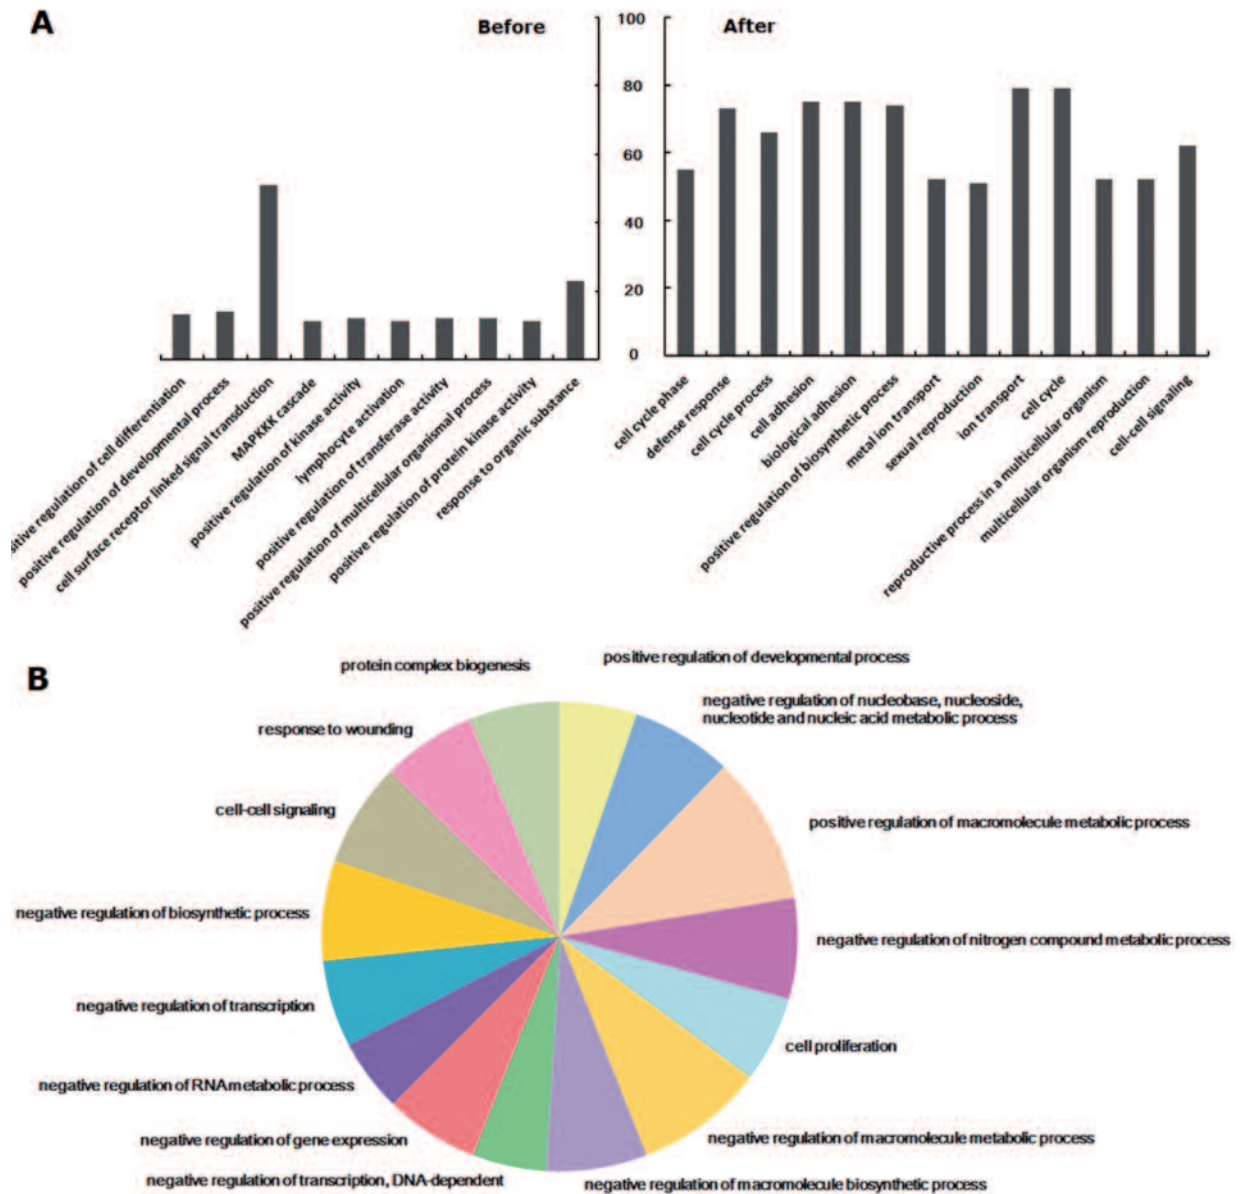 A
Before
After
100
80
60
40
20
0
positive regulation of developmental process
cell surface receptor linked signal transduction
MAPKKK cascade
positive regulation of kinase activity
lymphocyte activation
positive regulation of transferase activity
positive regulation of multicellular organismal process
positive regulation of protein kinase activity
response to organic substance
cell cycle phase
defense response
cell cycle process
cell adhesion
biological adhesion
positive regulation of biosynthetic process
metal ion transport
sexual reproduction
ion transport
cell cycle
reproductive process in a multicellular organism
multicellular organism reproduction
cell-cell signaling
regulation of cell differentiation
B
protein complex biogenesis
positive regulation of developmental process
negative regulation of nucleobase, nucleoside,
nucleotide and nucleic acid metabolic process
response to wounding
cell-cell signaling
positive regulation of macromolecule metabolic process
negative regulation of biosynthetic process
negative regulation of nitrogen compound metabolic process
negative regulation of transcription
cell proliferation
negative regulation of RNA metabolic process
negative regulation of gene expression
negative regulation of macromolecule metabolic process
negative regulation of transcription, DNA-dependent
negative regulation of macromolecule biosynthetic process